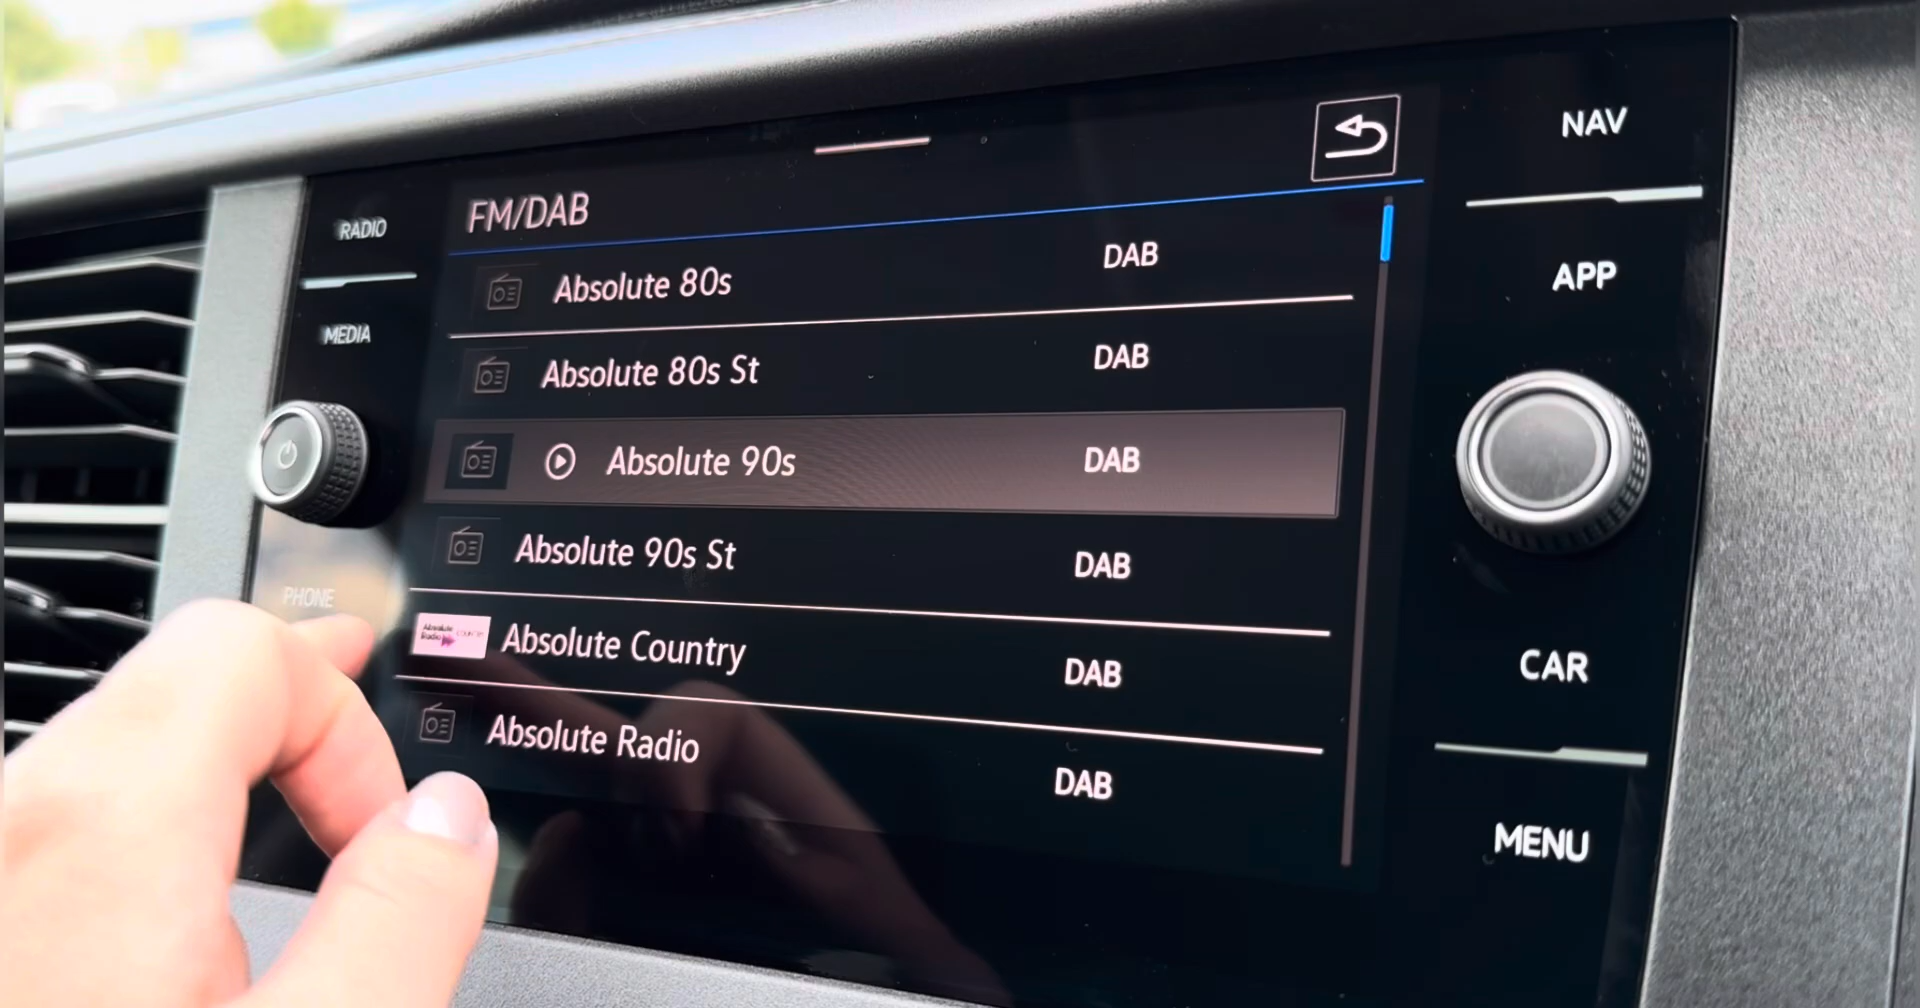 RADIO
MEDIA
PHONE
FM/DAB
Absolute 80s DAB
Absolute 80s St DAB
Absolute 90s DAB
Absolute 90s St DAB
Absolute Country DAB
Absolute Radio DAB
NAV
APP
CAR
MENU